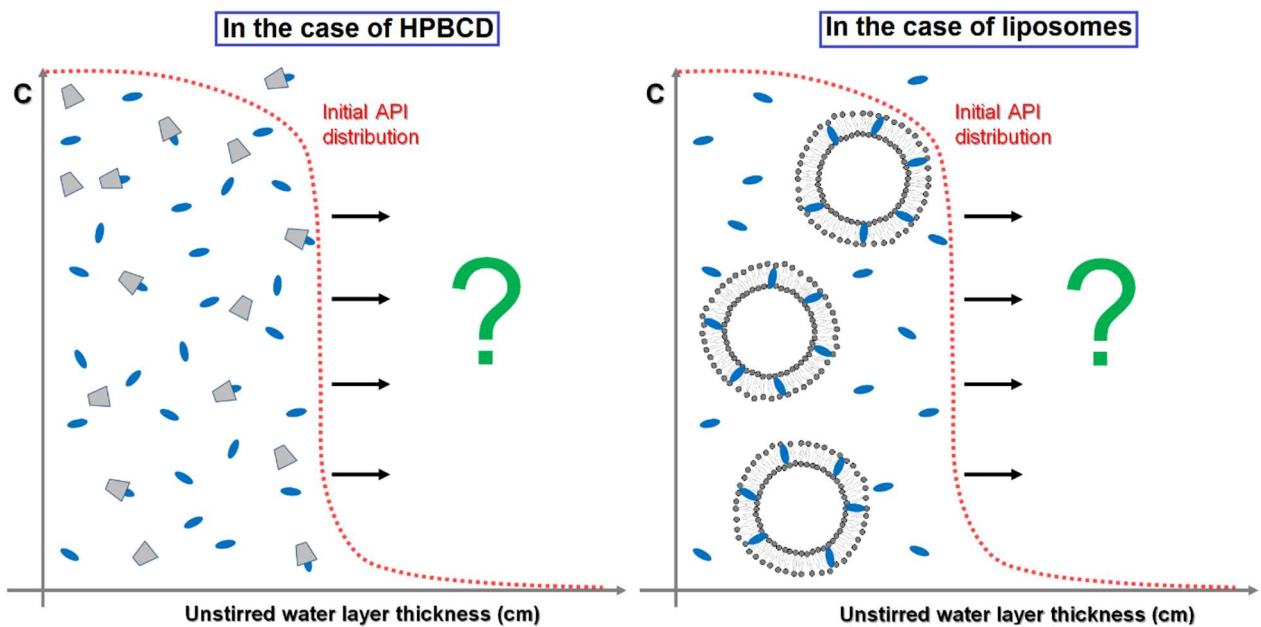 In the case of HPBCD
C
Initial API
distribution
?
Unstirred water layer thickness (cm)
In the case of liposomes
C
Initial API
distribution
?
Unstirred water layer thickness (cm)